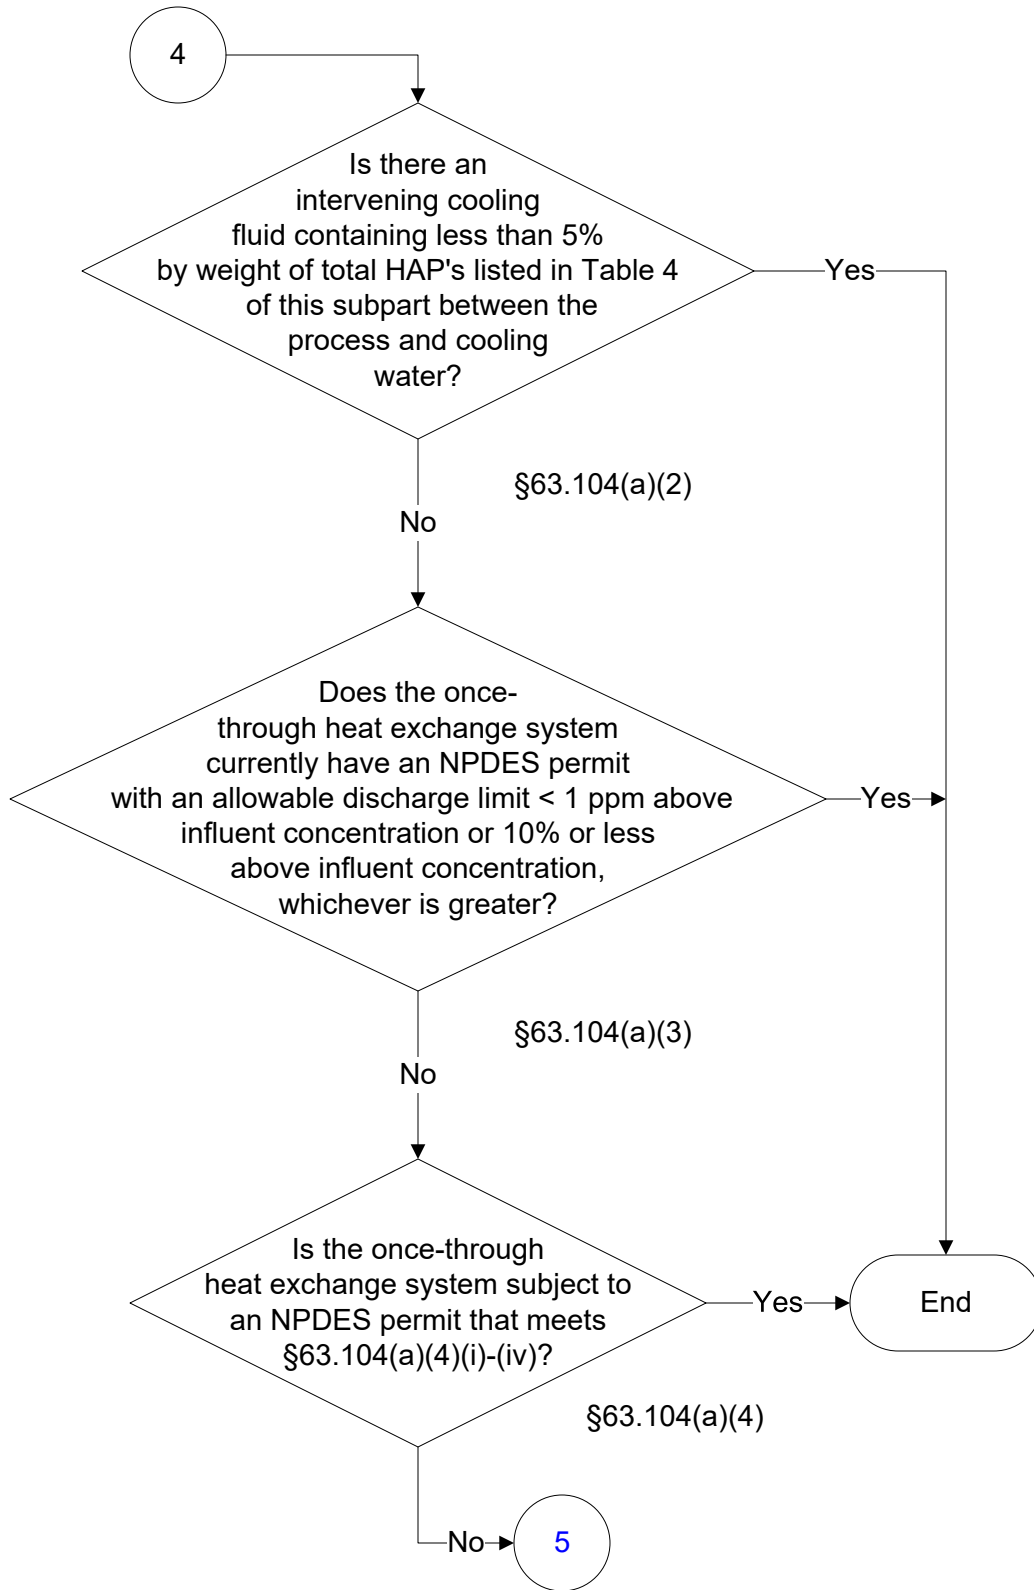 4
Is there an
intervening cooling
fluid containing less than 5%
by weight of total HAP's listed in Table 4
of this subpart between the
process and cooling
water?
Yes
§63.104(a)(2)
No
Does the once-
through heat exchange system
currently have an NPDES permit
with an allowable discharge limit < 1 ppm above
influent concentration or 10% or less
above influent concentration,
whichever is greater?
Yes
§63.104(a)(3)
No
Is the once-through
heat exchange system subject to
an NPDES permit that meets
§63.104(a)(4)(i)-(iv)?
Yes
End
§63.104(a)(4)
No
5